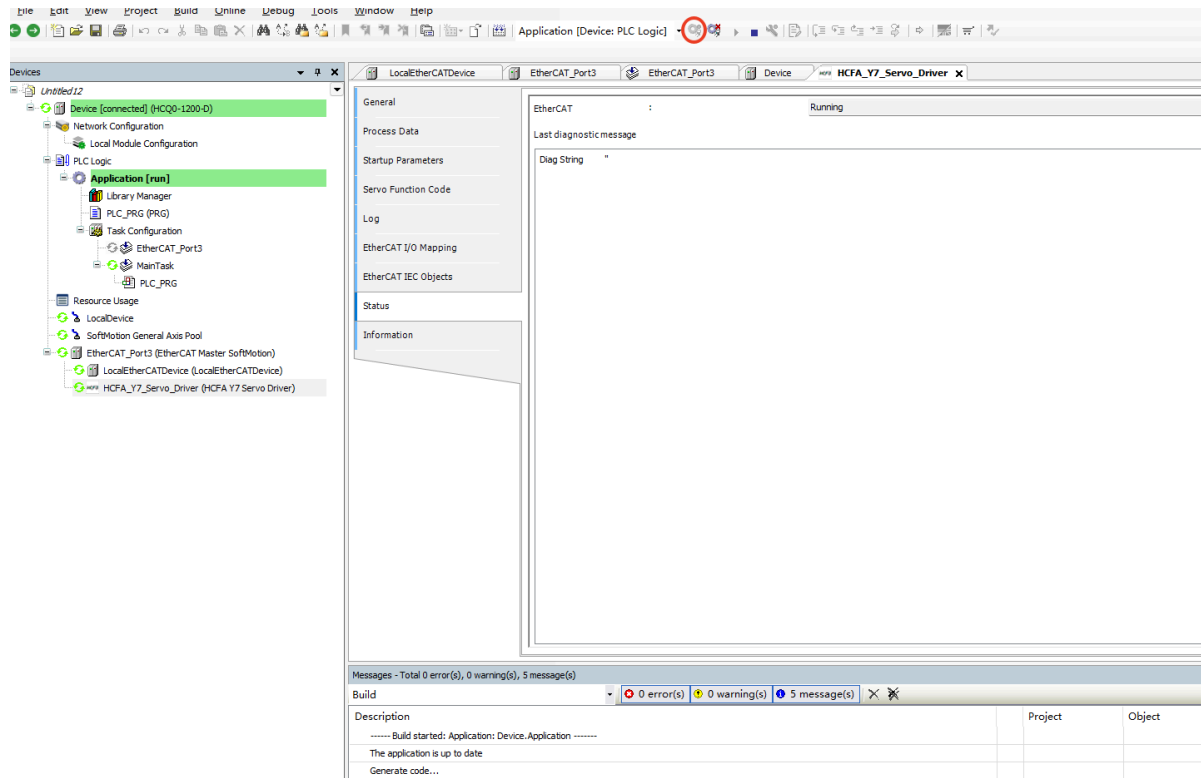 File Edit View Project Build Online Debug Tools Window Help
Application [Device: PLC Logic]
Devices
LocalEtherCATDevice EtherCAT_Port3 EtherCAT_Port3 Device HCFA HCFA_Y7_Servo_Driver
Untitled12
Device [connected] (HCQ0-1200-D)
Network Configuration
Local Module Configuration
PLC Logic
Application [run]
Library Manager
PLC_PRG (PRG)
Task Configuration
EtherCAT_Port3
MainTask
PLC_PRG
Resource Usage
LocalDevice
SoftMotion General Axis Pool
EtherCAT_Port3 (EtherCAT Master SoftMotion)
LocalEtherCATDevice (LocalEtherCATDevice)
HCFA HCFA_Y7_Servo_Driver (HCFA Y7 Servo Driver)
General
Process Data
Startup Parameters
Servo Function Code
Log
EtherCAT I/O Mapping
EtherCAT IEC Objects
Status
Information
EtherCAT : Running
Last diagnostic message
Diag String ''
Messages - Total 0 error(s), 0 warning(s), 5 message(s)
Build 0 error(s) 0 warning(s) 5 message(s)
Description Project Object
------ Build started: Application: Device.Application -------
The application is up to date
Generate code...